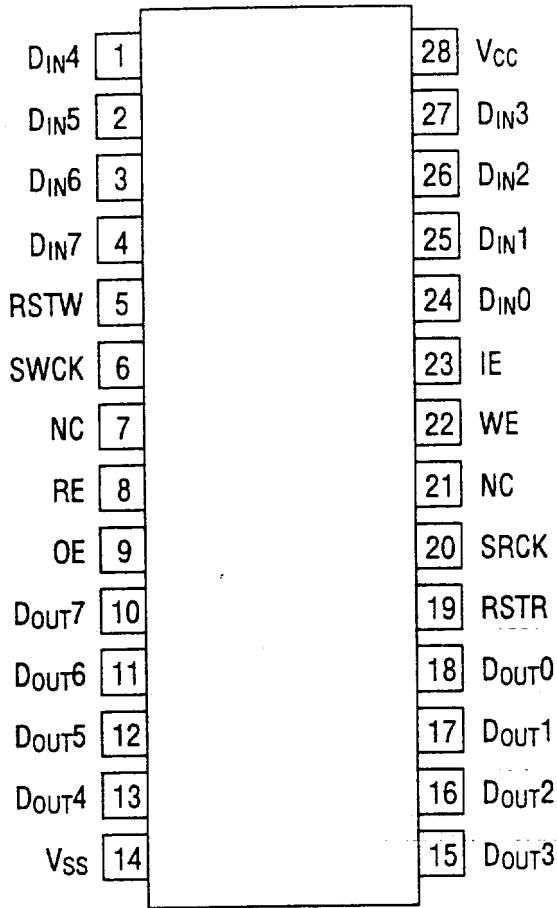 DIN4 1 28 VCC
DIN5 2 27 DIN3
DIN6 3 26 DIN2
DIN7 4 25 DIN1
RSTW 5 24 DIN0
SWCK 6 23 IE
NC 7 22 WE
RE 8 21 NC
OE 9 20 SRCK
DOUT7 10 19 RSTR
DOUT6 11 18 DOUT0
DOUT5 12 17 DOUT1
DOUT4 13 16 DOUT2
VSS 14 15 DOUT3